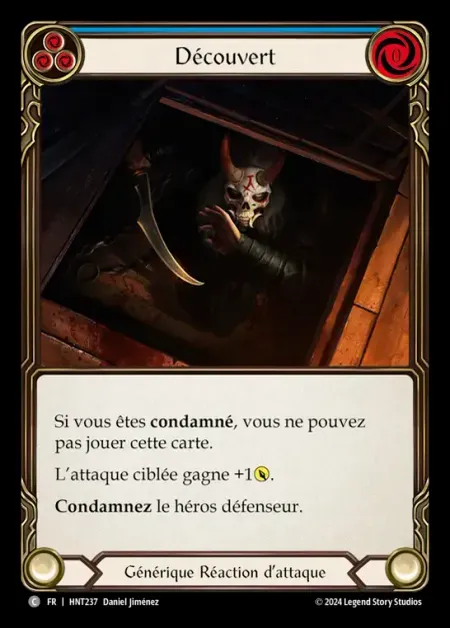 Découvert
0
Si vous êtes condamné, vous ne pouvez
pas jouer cette carte.
L'attaque ciblée gagne +1.
Condamnez le héros défenseur.
Générique Réaction d'attaque
C FR | HNT237 Daniel Jiménez © 2024 Legend Story Studios